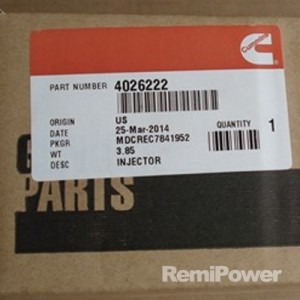 Cummins
PART NUMBER 4026222
ORIGIN US
DATE 25-Mar-2014
PKGR MDCREC7841952
WT 3.85
DESC INJECTOR
QUANTITY 1
PARTS
RemiPower